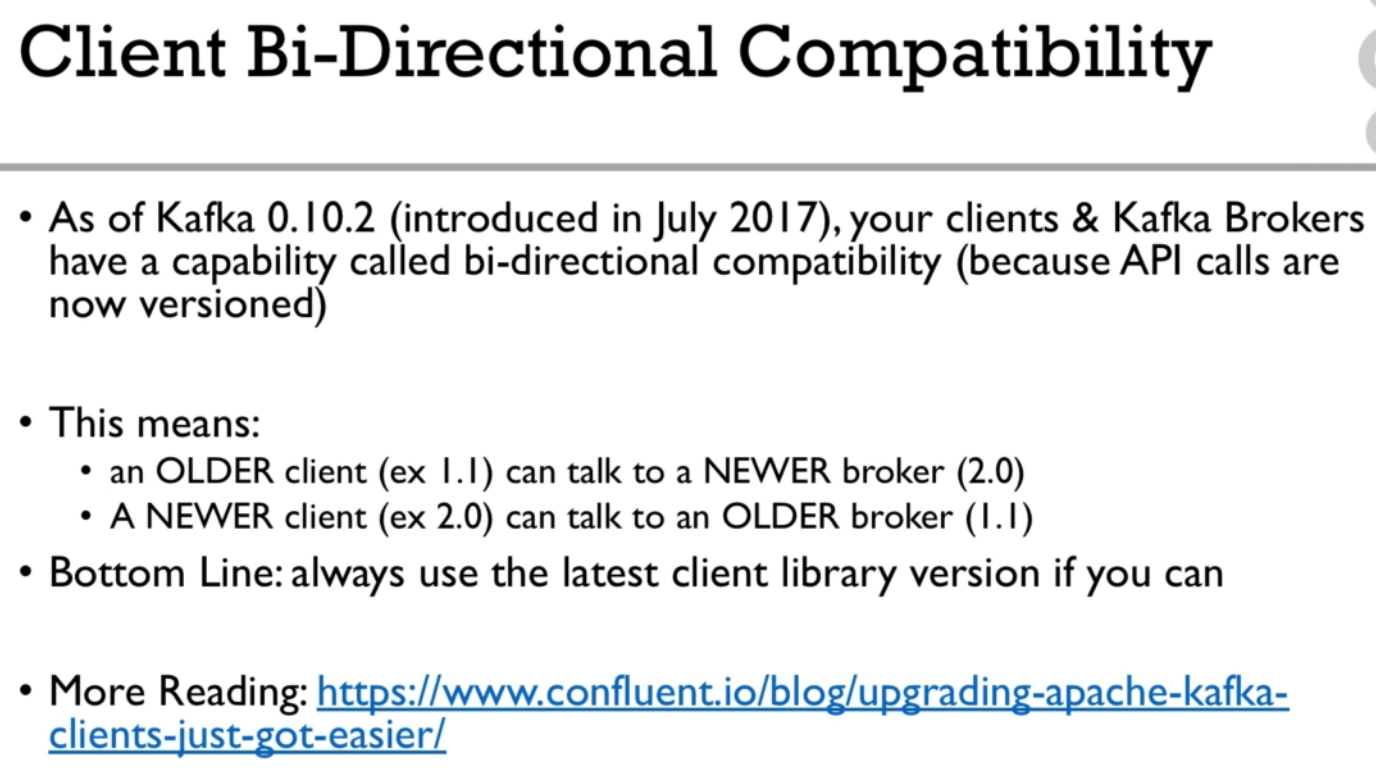 Client Bi-Directional Compatibility
• As of Kafka 0.10.2 (introduced in July 2017), your clients & Kafka Brokers
have a capability called bi-directional compatibility (because API calls are
now versioned)
• This means:
• an OLDER client (ex 1.1) can talk to a NEWER broker (2.0)
• A NEWER client (ex 2.0) can talk to an OLDER broker (1.1)
• Bottom Line: always use the latest client library version if you can
• More Reading: https://www.confluent.io/blog/upgrading-apache-kafka-
clients-just-got-easier/